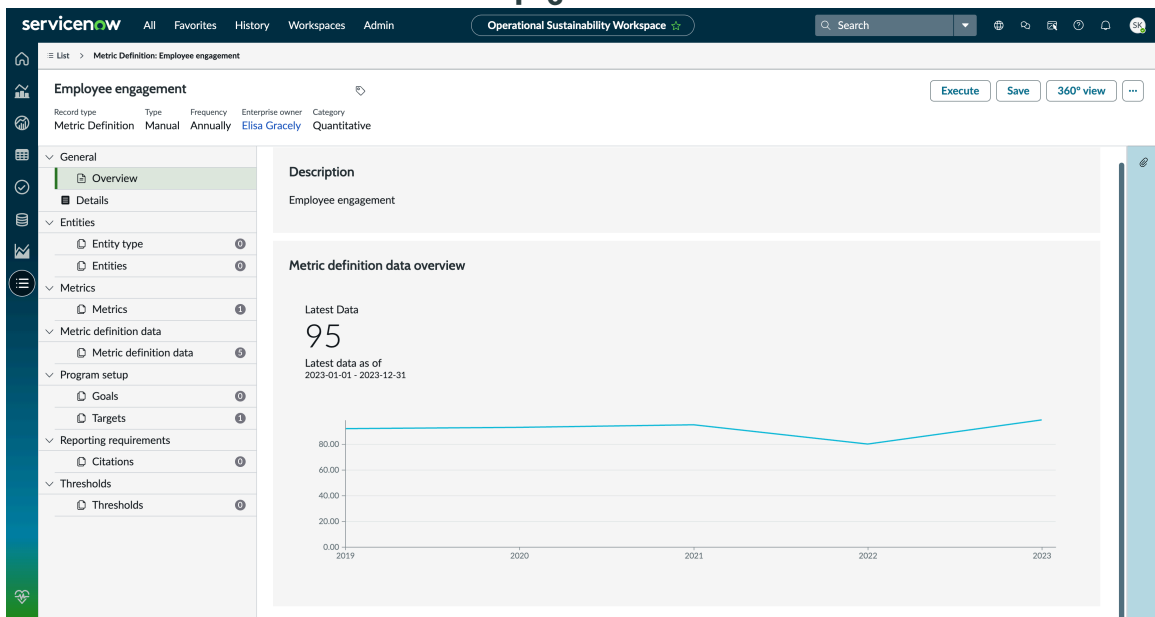 servicenow All Favorites History Workspaces Admin Operational Sustainability Workspace ☆ Search SK
List > Metric Definition: Employee engagement
Employee engagement
Execute Save 360° view ...
Record type Type Frequency Enterprise owner Category
Metric Definition Manual Annually Elisa Gracely Quantitative
General
Overview
Details
Entities
Entity type 0
Entities 0
Metrics
Metrics 1
Metric definition data
Metric definition data 5
Program setup
Goals 0
Targets 1
Reporting requirements
Citations 0
Thresholds
Thresholds 0
Description
Employee engagement
Metric definition data overview
Latest Data
95
Latest data as of
2023-01-01 - 2023-12-31
80.00
60.00
40.00
20.00
0.00
2019 2020 2021 2022 2023